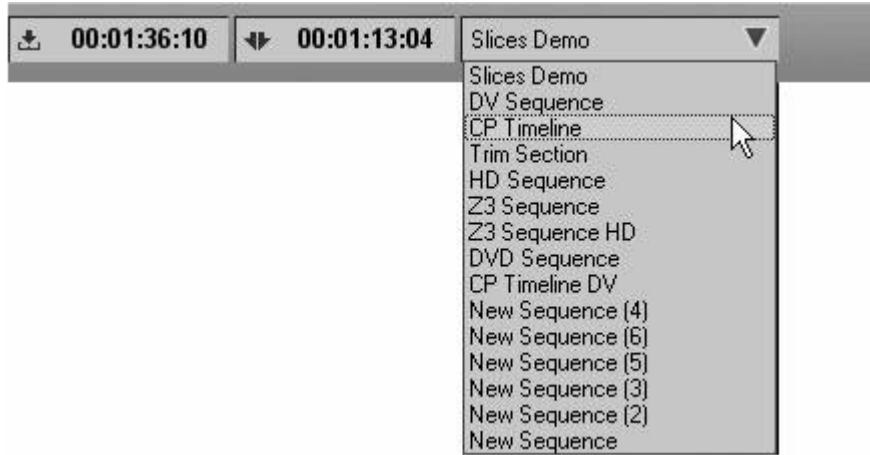 00:01:36:10 00:01:13:04 Slices Demo
Slices Demo
DV Sequence
CP Timeline
Trim Section
HD Sequence
Z3 Sequence
Z3 Sequence HD
DVD Sequence
CP Timeline DV
New Sequence (4)
New Sequence (6)
New Sequence (5)
New Sequence (3)
New Sequence (2)
New Sequence